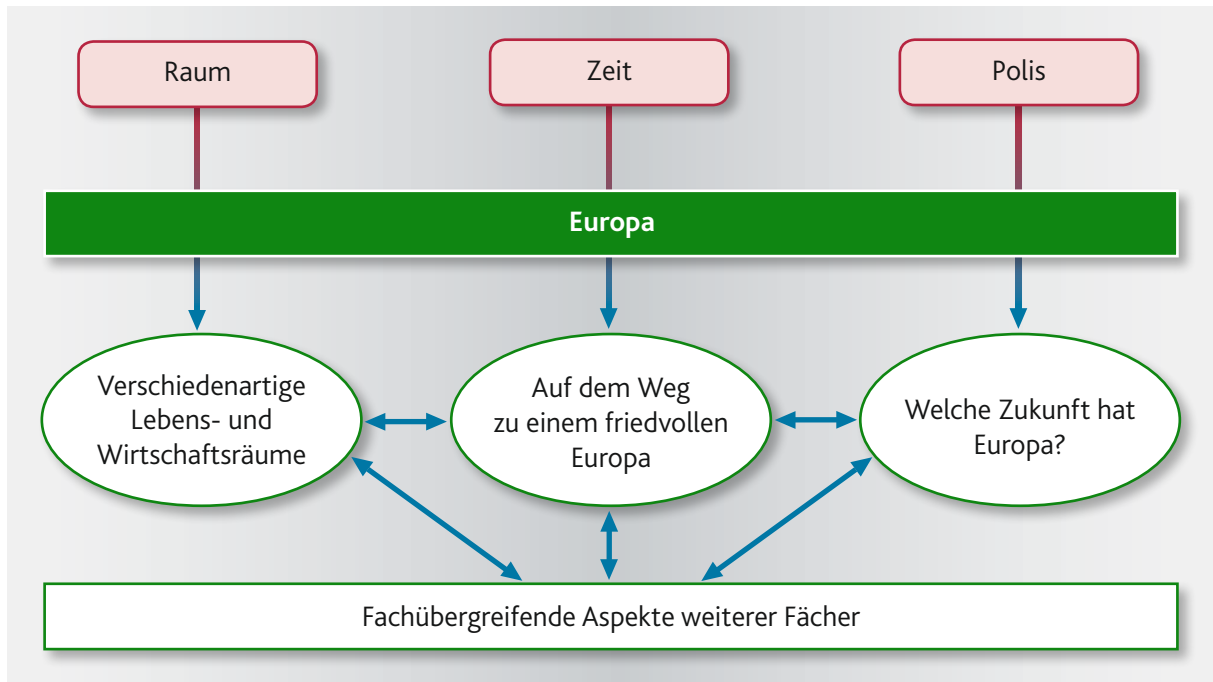 Raum
Zeit
Polis
Europa
Verschiedenartige
Lebens- und
Wirtschaftsräume
Auf dem Weg
zu einem friedvollen
Europa
Welche Zukunft hat
Europa?
Fachübergreifende Aspekte weiterer Fächer